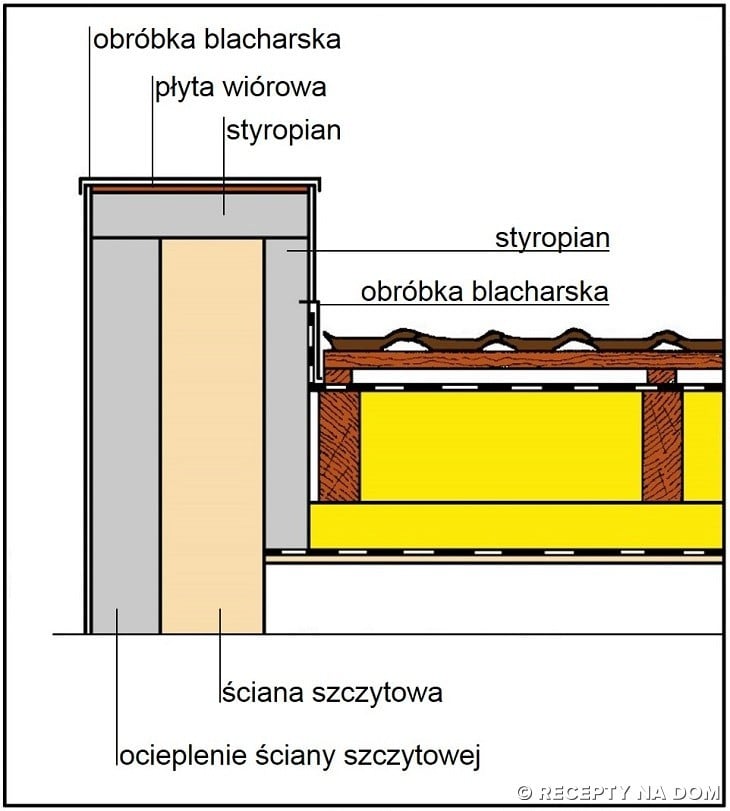 obróbka blacharska
płyta wiórowa
styropian
styropian
obróbka blacharska
ściana szczytowa
ocieplenie ściany szczytowej
© RECEPTY NA DOM